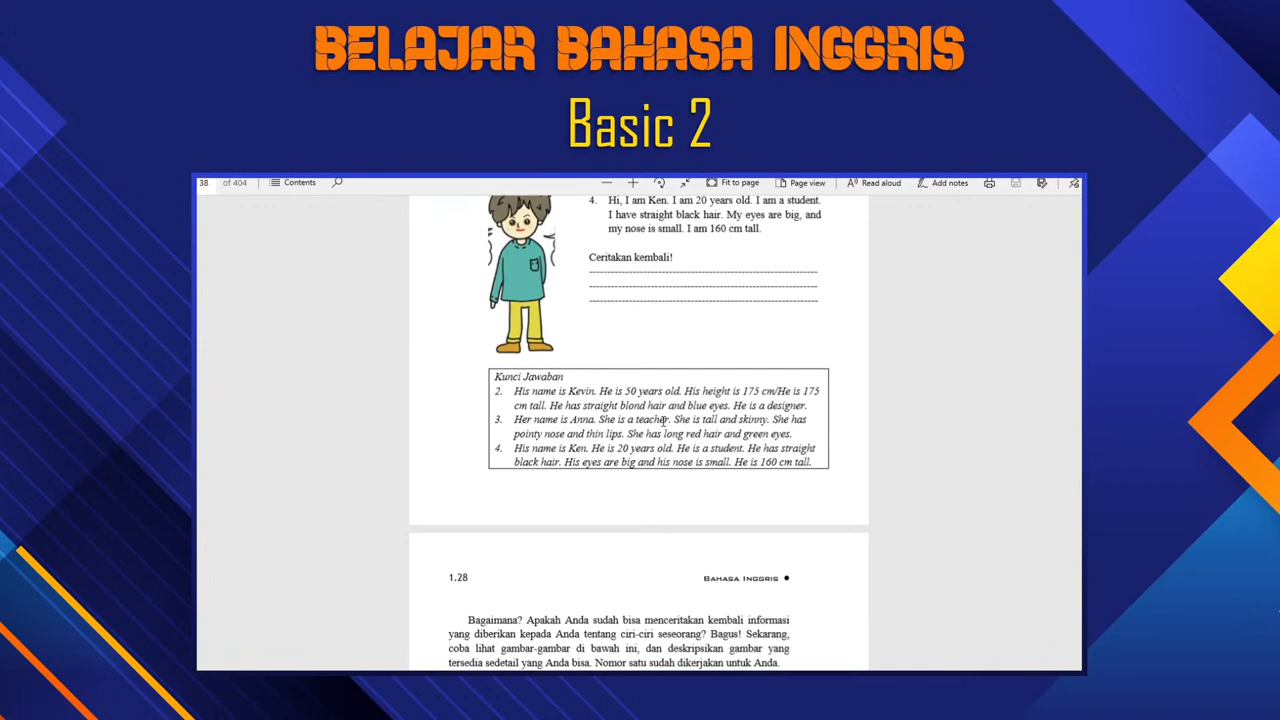 BELAJAR BAHASA INGGRIS
Basic 2
38 of 404 Contents Fit to page Page view Read aloud Add notes
4. Hi, I am Ken. I am 20 years old. I am a student.
I have straight black hair. My eyes are big, and
my nose is small. I am 160 cm tall.
Ceritakan kembali!
Kunci Jawaban
2. His name is Kevin. He is 50 years old. His height is 175 cm/He is 175
cm tall. He has straight blond hair and blue eyes. He is a designer.
3. Her name is Anna. She is a teacher. She is tall and skinny. She has
pointy nose and thin lips. She has long red hair and green eyes.
4. His name is Ken. He is 20 years old. He is a student. He has straight
black hair. His eyes are big and his nose is small. He is 160 cm tall.
1.28 BAHASA INGGRIS ●
Bagaimana? Apakah Anda sudah bisa menceritakan kembali informasi
yang diberikan kepada Anda tentang ciri-ciri seseorang? Bagus! Sekarang,
coba lihat gambar-gambar di bawah ini, dan deskripsikan gambar yang
tersedia sedetail yang Anda bisa. Nomor satu sudah dikerjakan untuk Anda.